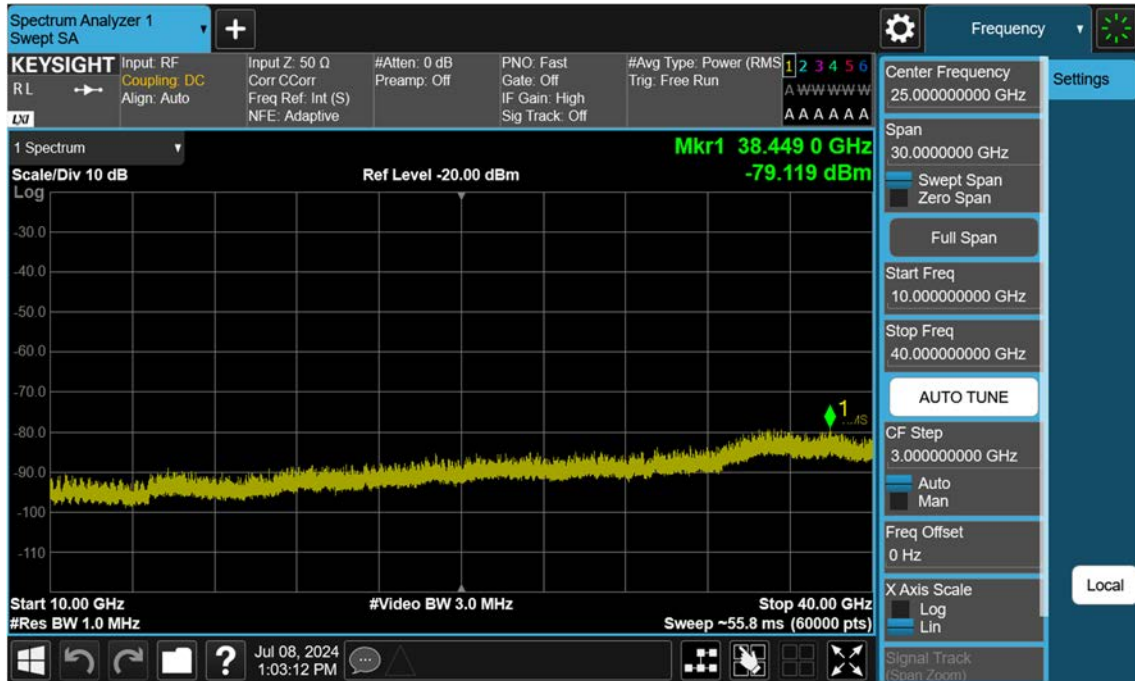 Spectrum Analyzer 1
Swept SA
+
Frequency
KEYSIGHT
RL
LXI
Input: RF
Coupling: DC
Align: Auto
Input Z: 50 Ω
Corr CCorr
Freq Ref: Int (S)
NFE: Adaptive
#Atten: 0 dB
Preamp: Off
PNO: Fast
Gate: Off
IF Gain: High
Sig Track: Off
#Avg Type: Power (RMS
Trig: Free Run
1 2 3 4 5 6
A W W W W W
A A A A A A
Center Frequency
25.000000000 GHz
Settings
Span
30.0000000 GHz
Swept Span
Zero Span
Full Span
Start Freq
10.000000000 GHz
Stop Freq
40.000000000 GHz
AUTO TUNE
CF Step
3.000000000 GHz
Auto
Man
Freq Offset
0 Hz
X Axis Scale
Log
Lin
Signal Track
(Span Zoom)
Local
1 Spectrum
Mkr1 38.449 0 GHz
Scale/Div 10 dB
Ref Level -20.00 dBm
-79.119 dBm
Log
-30.0
-40.0
-50.0
-60.0
-70.0
1
-80.0
-90.0
-100
-110
Start 10.00 GHz
#Video BW 3.0 MHz
Stop 40.00 GHz
#Res BW 1.0 MHz
Sweep ~55.8 ms (60000 pts)
?
Jul 08, 2024
1:03:12 PM